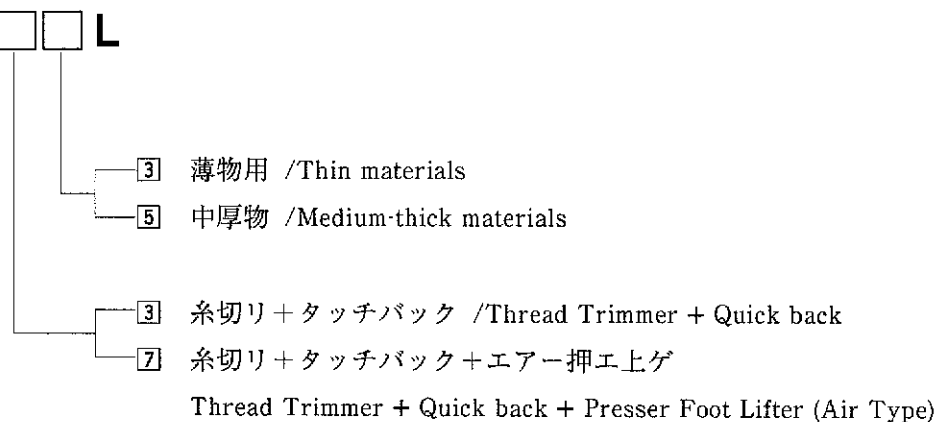 L
3 薄物用 /Thin materials
5 中厚物 /Medium-thick materials
3 糸切リ＋タッチバック /Thread Trimmer + Quick back
7 糸切リ＋タッチバック＋エアー押エ上ゲ
Thread Trimmer + Quick back + Presser Foot Lifter (Air Type)